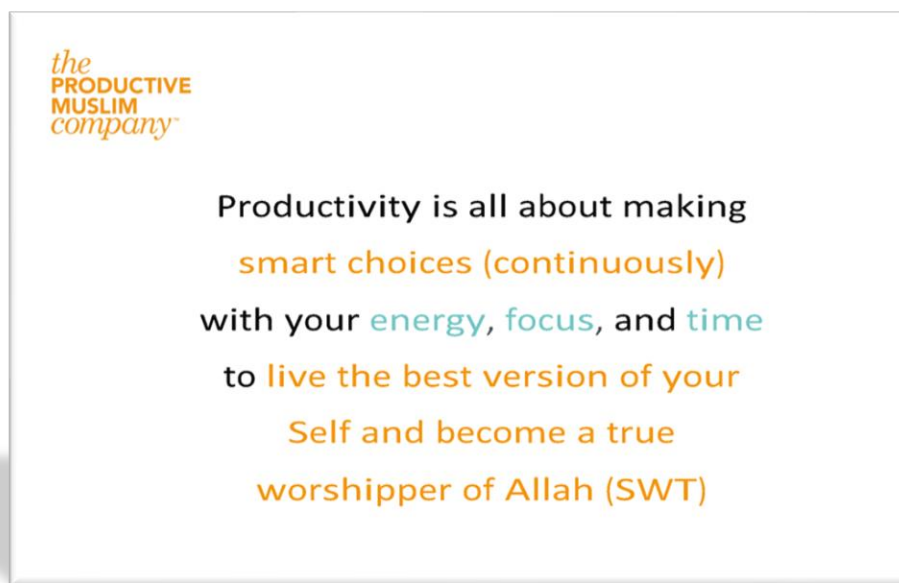 the
PRODUCTIVE
MUSLIM
company™
Productivity is all about making
smart choices (continuously)
with your energy, focus, and time
to live the best version of your
Self and become a true
worshipper of Allah (SWT)